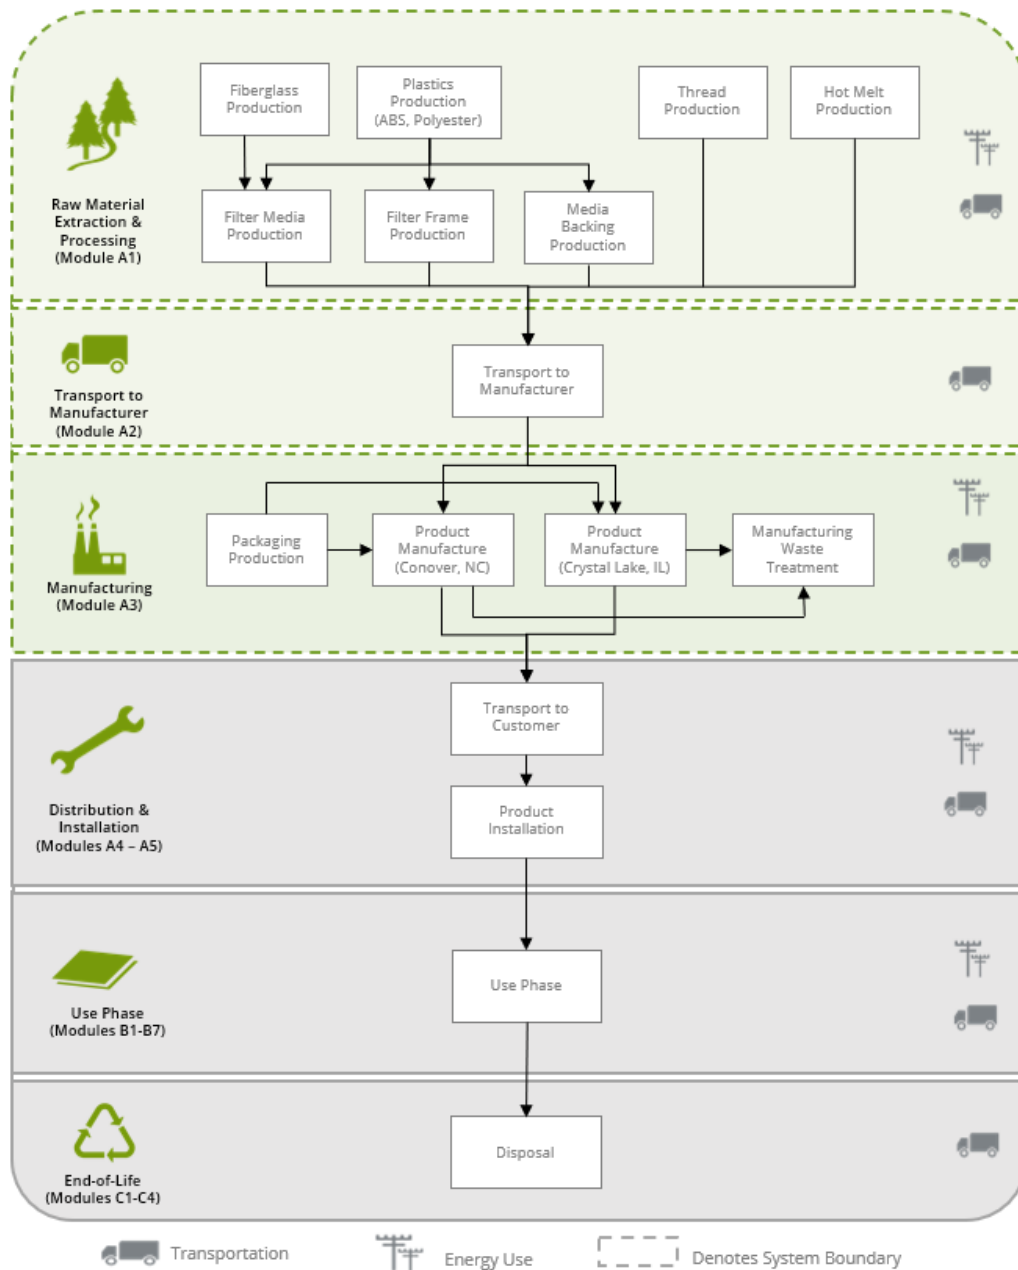 Fiberglass
Production
Plastics
Production
(ABS, Polyester)
Thread
Production
Hot Melt
Production
Raw Material
Extraction &
Processing
(Module A1)
Filter Media
Production
Filter Frame
Production
Media
Backing
Production
Transport to
Manufacturer
(Module A2)
Transport to
Manufacturer
Manufacturing
(Module A3)
Packaging
Production
Product
Manufacture
(Conover, NC)
Product
Manufacture
(Crystal Lake, IL)
Manufacturing
Waste
Treatment
Distribution &
Installation
(Modules A4 – A5)
Transport to
Customer
Product
Installation
Use Phase
(Modules B1-B7)
Use Phase
End-of-Life
(Modules C1-C4)
Disposal
Transportation
Energy Use
Denotes System Boundary